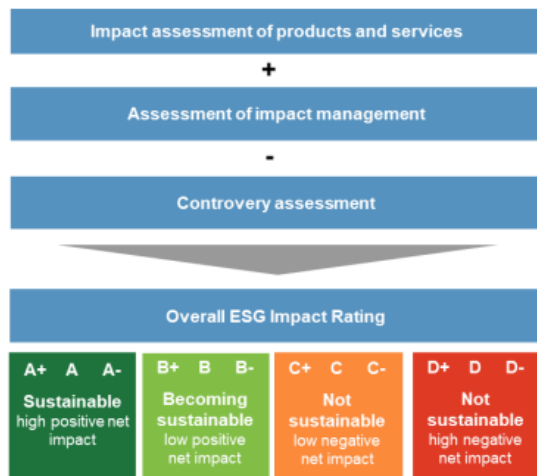 Impact assessment of products and services
+
Assessment of impact management
-
Controvery assessment
Overall ESG Impact Rating
A+ A A-
Sustainable
high positive net
impact
B+ B B-
Becoming
sustainable
low positive
net impact
C+ C C-
Not
sustainable
low negative
net impact
D+ D D-
Not
sustainable
high negative
net impact